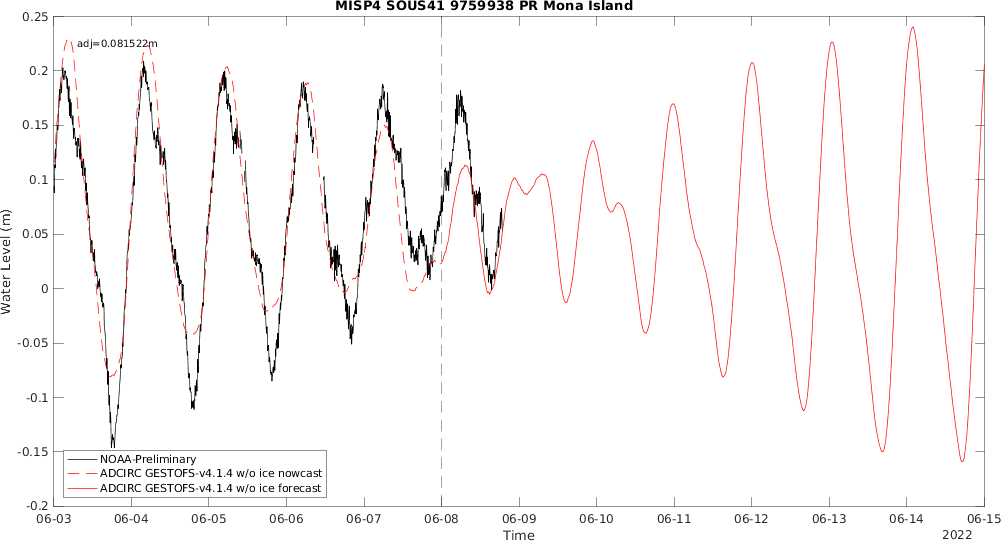 MISP4 SOUS41 9759938 PR Mona Island
adj=0.081522m
Water Level (m)
0.25
0.2
0.15
0.1
0.05
0
-0.05
-0.1
-0.15
-0.2
NOAA-Preliminary
ADCIRC GESTOFS-v4.1.4 w/o ice nowcast
ADCIRC GESTOFS-v4.1.4 w/o ice forecast
06-03 06-04 06-05 06-06 06-07 06-08 06-09 06-10 06-11 06-12 06-13 06-14 06-15
Time
2022